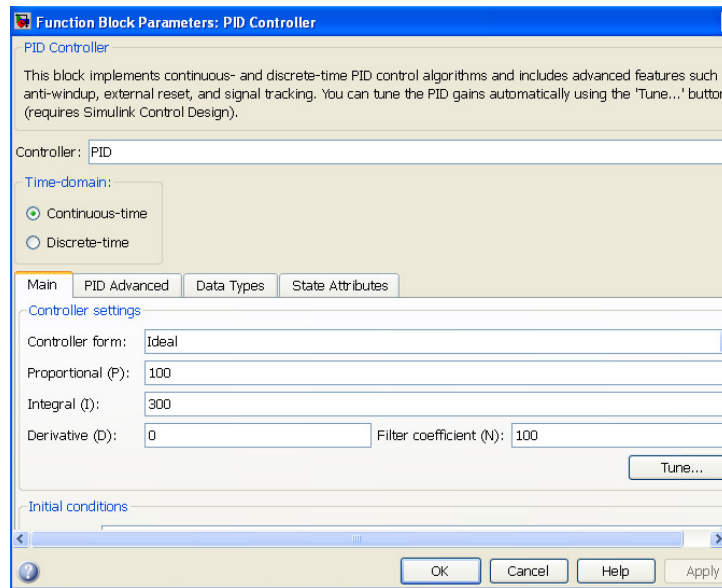 Function Block Parameters: PID Controller
PID Controller
This block implements continuous- and discrete-time PID control algorithms and includes advanced features such
anti-windup, external reset, and signal tracking. You can tune the PID gains automatically using the 'Tune...' button
(requires Simulink Control Design).
Controller: PID
Time-domain:
Continuous-time
Discrete-time
Main PID Advanced Data Types State Attributes
Controller settings
Controller form: Ideal
Proportional (P): 100
Integral (I): 300
Derivative (D): 0 Filter coefficient (N): 100
Tune...
Initial conditions
OK Cancel Help Apply